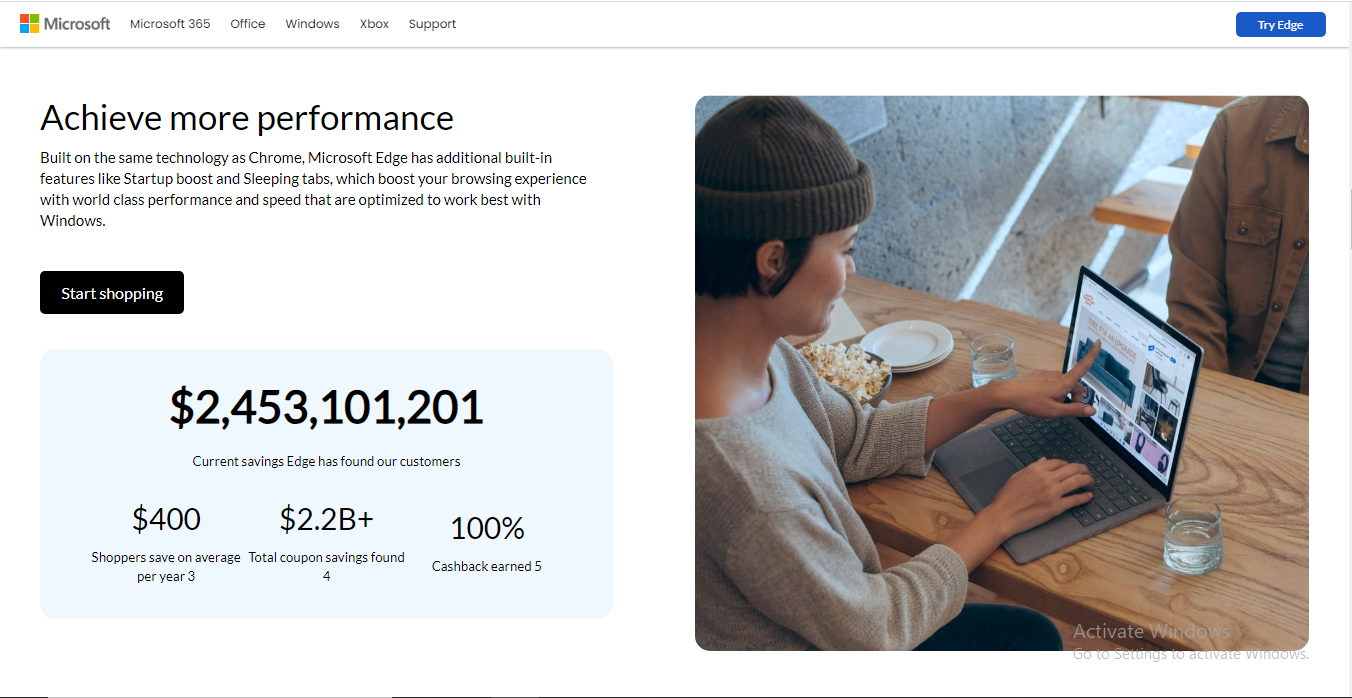 Microsoft Microsoft 365 Office Windows Xbox Support Try Edge
Achieve more performance
Built on the same technology as Chrome, Microsoft Edge has additional built-in
features like Startup boost and Sleeping tabs, which boost your browsing experience
with world class performance and speed that are optimized to work best with
Windows.
Start shopping
$2,453,101,201
Current savings Edge has found our customers
$400
Shoppers save on average
per year 3
$2.2B+
Total coupon savings found
4
100%
Cashback earned 5
TIME FOR AN UPGRADE
Activate Windows
Go to Settings to activate Windows.